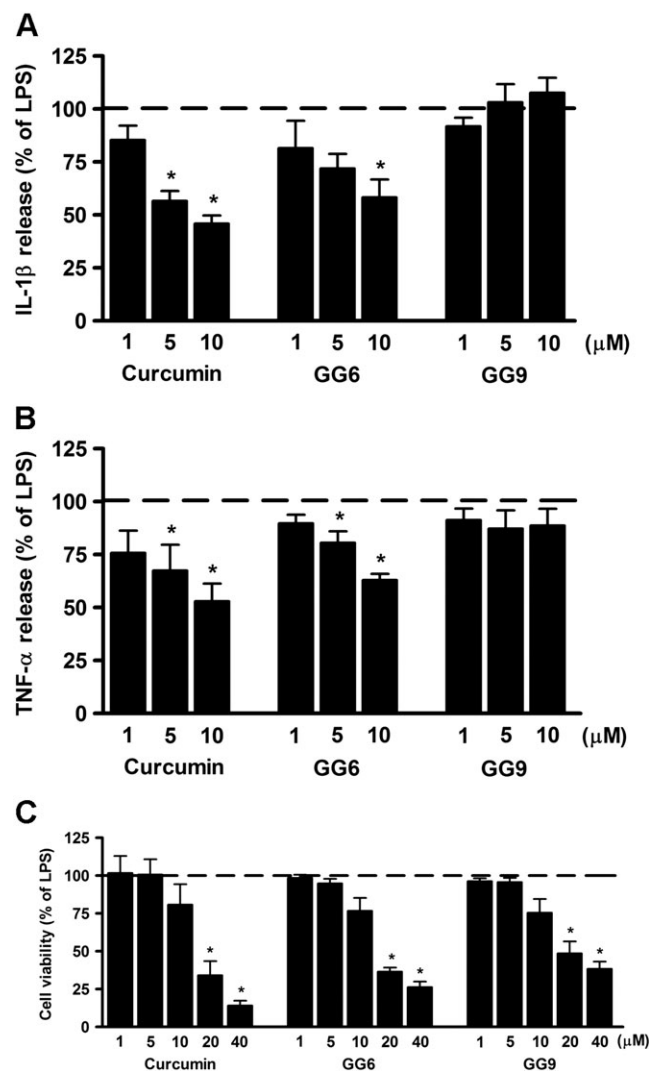 A
IL-1β release (% of LPS)
125
100
75
50
25
0
*
*
*
1 5 10 1 5 10 1 5 10 (μM)
Curcumin GG6 GG9
B
TNF-α release (% of LPS)
125
100
75
50
25
0
*
*
*
*
1 5 10 1 5 10 1 5 10 (μM)
Curcumin GG6 GG9
C
Cell viability (% of LPS)
125
100
75
50
25
0
*
*
*
*
*
*
1 5 10 20 40 1 5 10 20 40 1 5 10 20 40 (μM)
Curcumin GG6 GG9